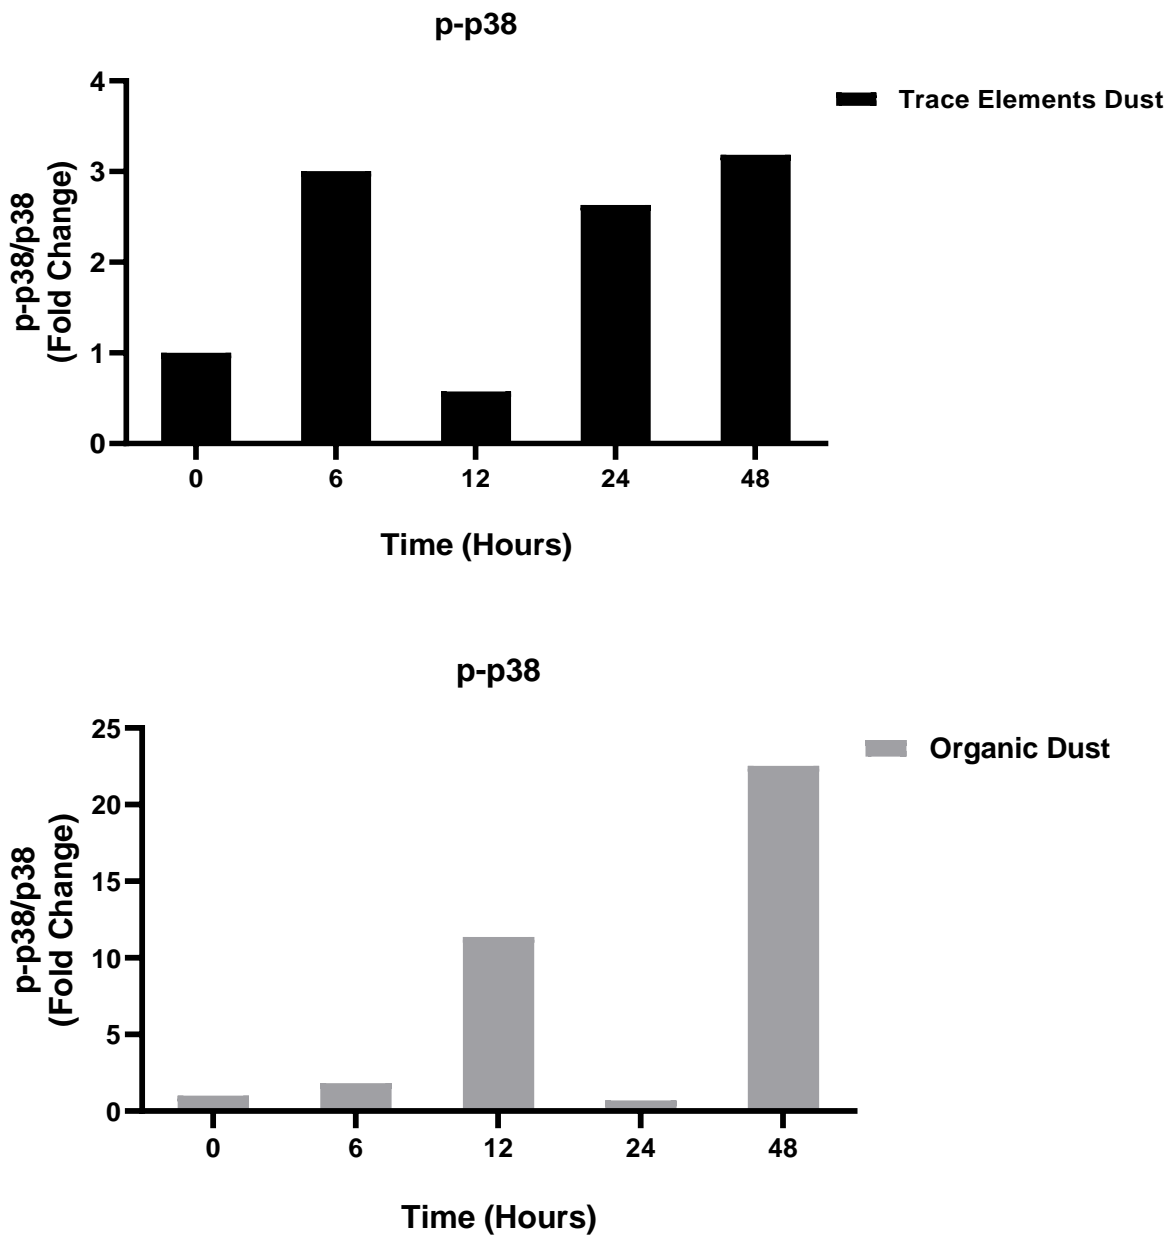 p-p38
4
3
2
1
0
p-p38/p38
(Fold Change)
0 6 12 24 48
Time (Hours)
Trace Elements Dust
p-p38
25
20
15
10
5
0
p-p38/p38
(Fold Change)
0 6 12 24 48
Time (Hours)
Organic Dust